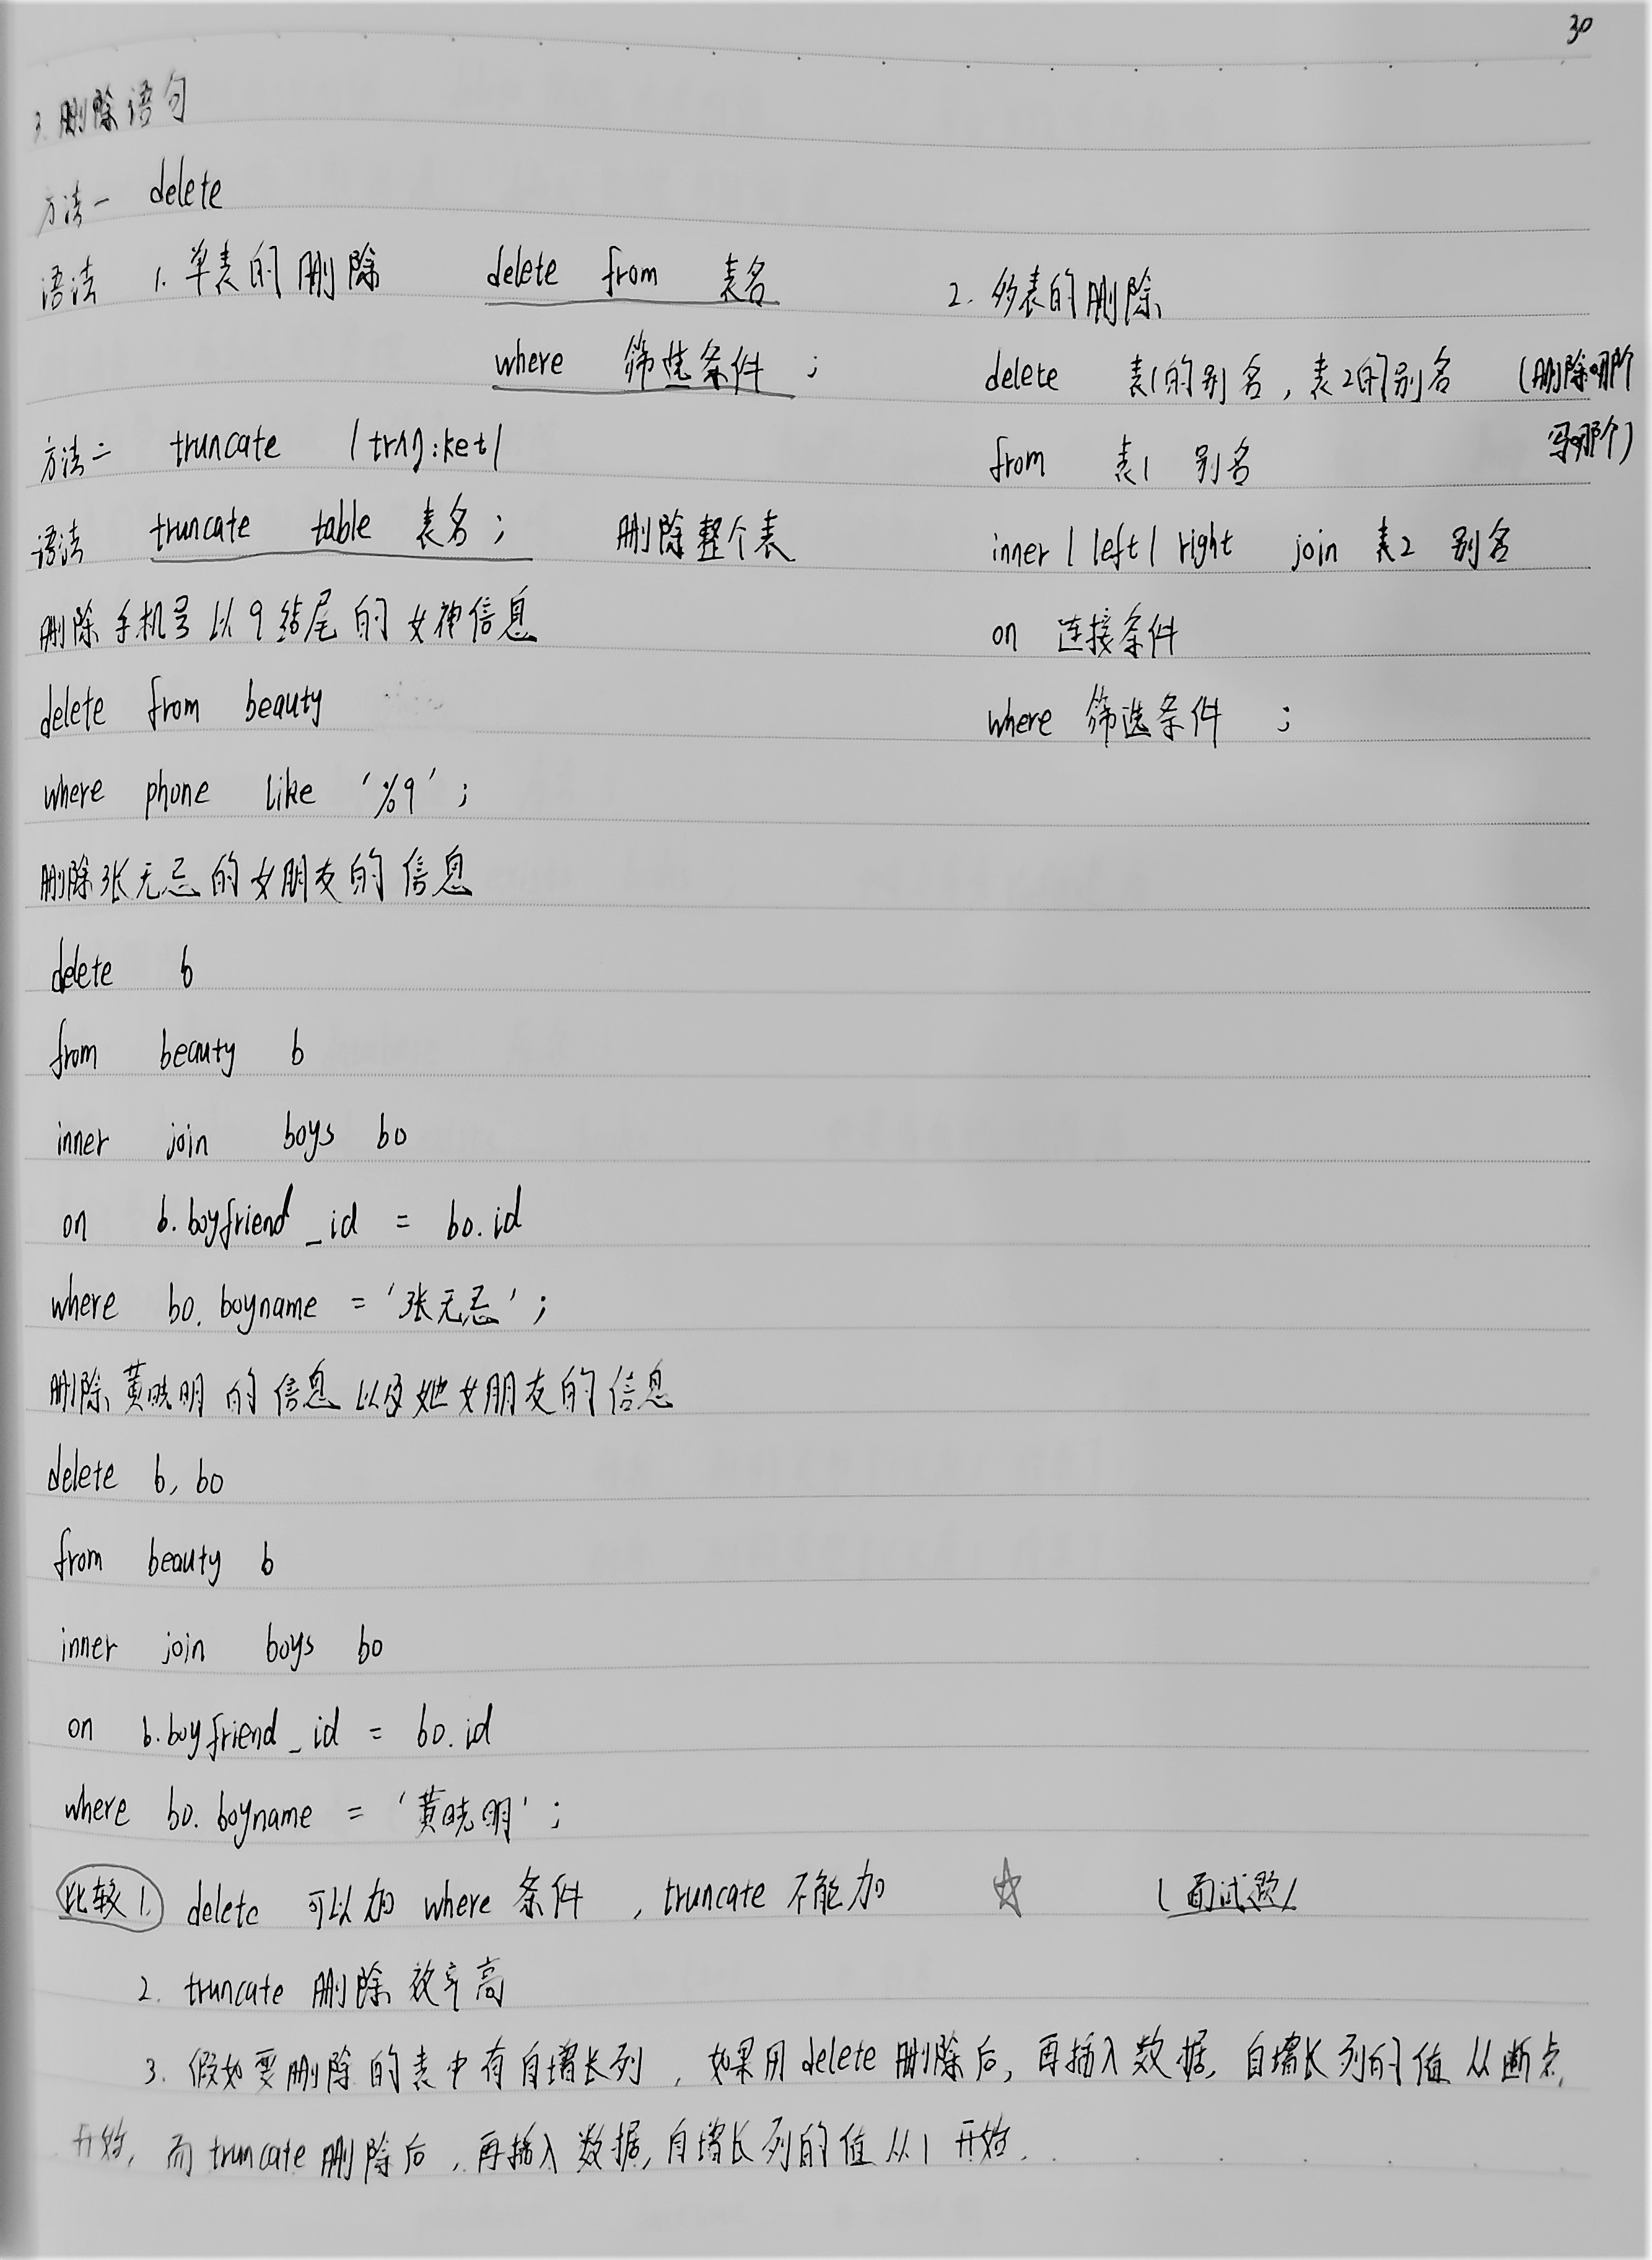 30
3. 删除语句
方法一 delete
语法 1. 单表的删除 delete from 表名
where 筛选条件 ;
2. 多表的删除
delete 表1的别名, 表2的别名 (删除哪个
写哪个)
from 表1 别名
inner | left | right join 表2 别名
on 连接条件
where 筛选条件 ;
方法二 truncate
语法 truncate table 表名 ; 删除整个表
删除手机号以9结尾的女神信息
delete from beauty
where phone like '%9' ;
删除张无忌的女朋友的信息
delete b
from beauty b
inner join boys bo
on b.boyfriend_id = bo.id
where bo.boyname = '张无忌' ;
删除黄晓明的信息以及她女朋友的信息
delete b, bo
from beauty b
inner join boys bo
on b.boyfriend_id = bo.id
where bo.boyname = '黄晓明' ;
比较 1. delete 可以加 where 条件 , truncate 不能加 ☆ (面试题)
2. truncate 删除效率高
3. 假如要删除的表中有自增长列 , 如果用 delete 删除后, 再插入数据, 自增长列的值从断点
开始, 而 truncate 删除后 , 再插入数据, 自增长列的值从1开始.